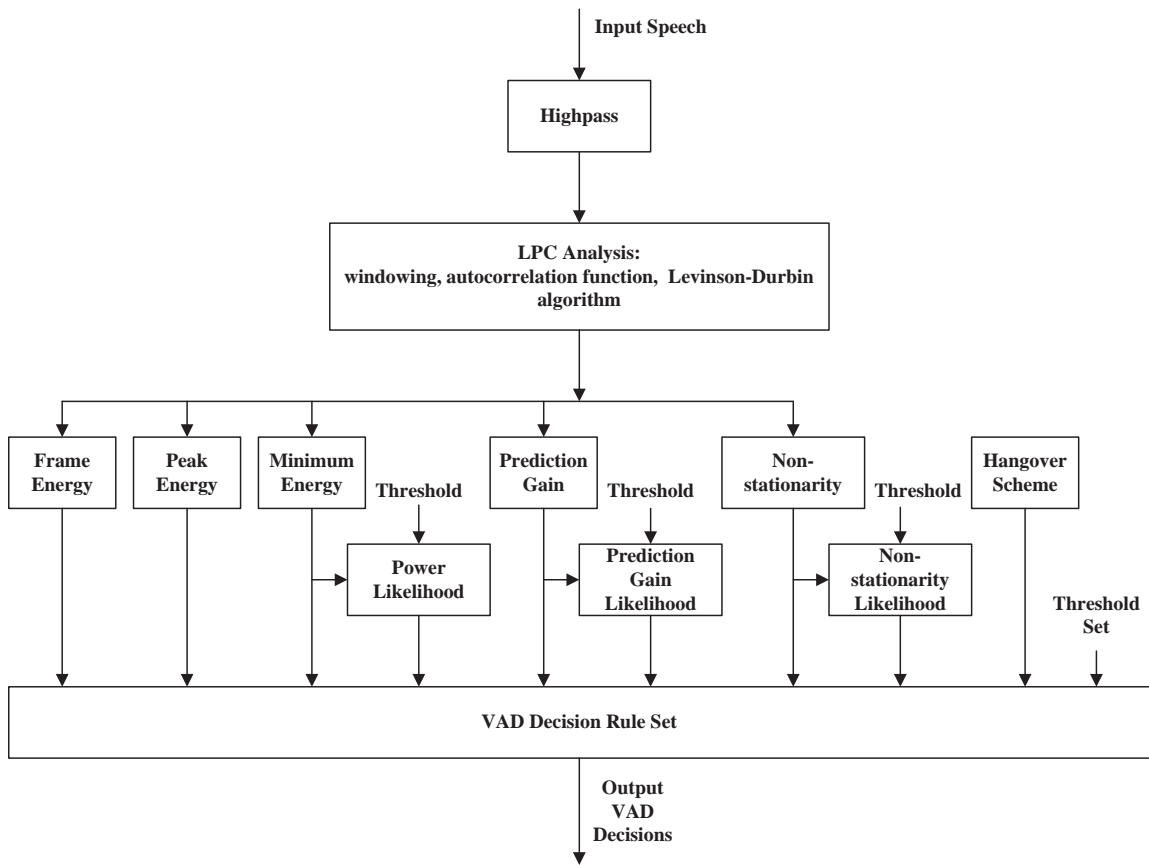 Input Speech
Highpass
LPC Analysis:
windowing, autocorrelation function, Levinson-Durbin
algorithm
Frame
Energy
Peak
Energy
Minimum
Energy
Prediction
Gain
Non-
stationarity
Hangover
Scheme
Threshold
Threshold
Threshold
Power
Likelihood
Prediction
Gain
Likelihood
Non-
stationarity
Likelihood
Threshold
Set
VAD Decision Rule Set
Output
VAD
Decisions